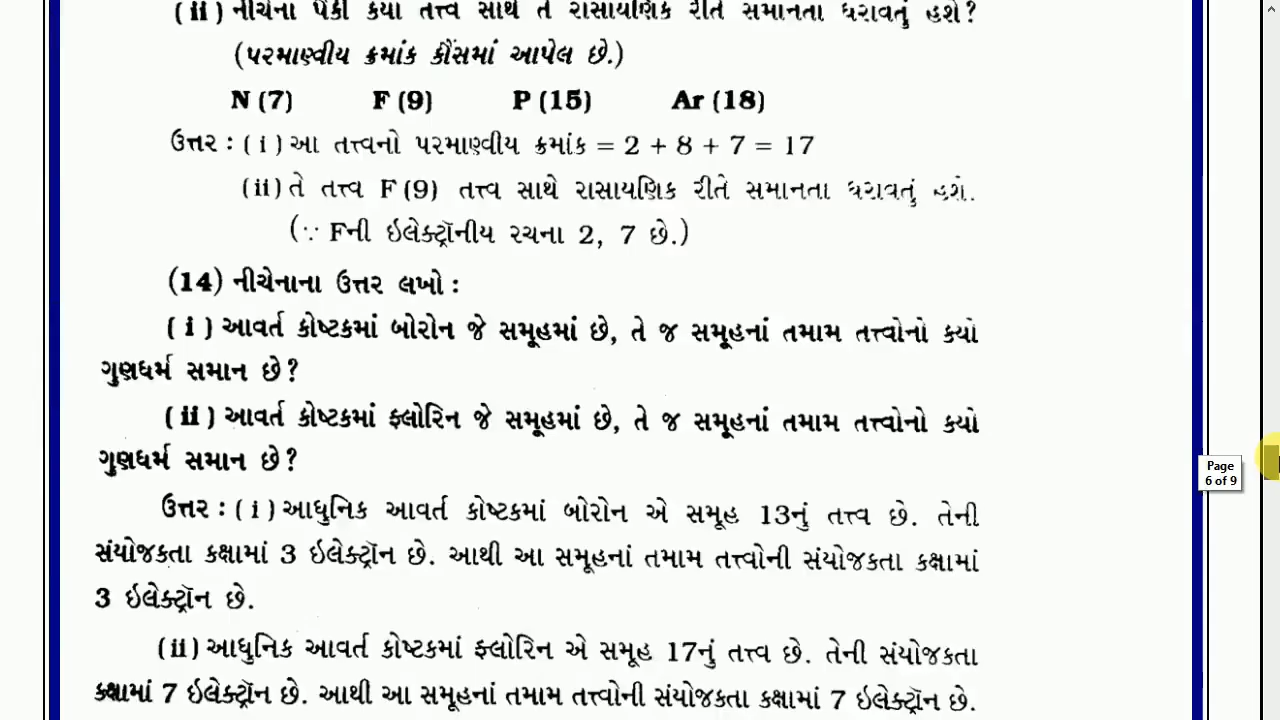 (ii) નીચેના પૈકી કયા તત્ત્વ સાથે તે રાસાયણિક રીતે સમાનતા ધરાવતું હશે?
(પરમાણ્વીય ક્રમાંક કૌંસમાં આપેલ છે.)
N (7) F (9) P (15) Ar (18)
ઉત્તર : (i) આ તત્ત્વનો પરમાણ્વીય ક્રમાંક = 2 + 8 + 7 = 17
(ii) તે તત્ત્વ F (9) તત્ત્વ સાથે રાસાયણિક રીતે સમાનતા ધરાવતું હશે.
(∵ Fની ઇલેક્ટ્રૉનીય રચના 2, 7 છે.)
(14) નીચેનાના ઉત્તર લખો :
(i) આવર્ત કોષ્ટકમાં બોરોન જે સમૂહમાં છે, તે જ સમૂહનાં તમામ તત્ત્વોનો કયો
ગુણધર્મ સમાન છે?
(ii) આવર્ત કોષ્ટકમાં ફ્લોરિન જે સમૂહમાં છે, તે જ સમૂહનાં તમામ તત્ત્વોનો કયો
ગુણધર્મ સમાન છે?
Page
6 of 9
ઉત્તર : (i) આધુનિક આવર્ત કોષ્ટકમાં બોરોન એ સમૂહ 13નું તત્ત્વ છે. તેની
સંયોજકતા કક્ષામાં 3 ઇલેક્ટ્રૉન છે. આથી આ સમૂહનાં તમામ તત્ત્વોની સંયોજકતા કક્ષામાં
3 ઇલેક્ટ્રૉન છે.
(ii) આધુનિક આવર્ત કોષ્ટકમાં ફ્લોરિન એ સમૂહ 17નું તત્ત્વ છે. તેની સંયોજકતા
કક્ષામાં 7 ઇલેક્ટ્રૉન છે. આથી આ સમૂહનાં તમામ તત્ત્વોની સંયોજકતા કક્ષામાં 7 ઇલેક્ટ્રૉન છે.